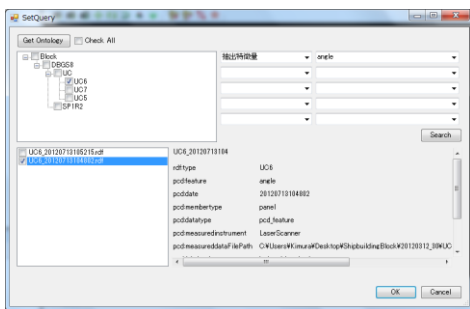 SetQuery
Get Ontology Check All
Block
DBGS8
UC
UC6
UC7
UC5
SP1R2
抽出特徴量 angle
Search
UC6_20120713105215.rdf
UC6_20120713104802.rdf
UC6_20120713104
rdf:type UC6
pcd:feature angle
pcd:date 20120713104802
pcd:membertype panel
pcd:datatype pcd_feature
pcd:measuredinstrument LaserScanner
pcd:measureddataFilePath C:¥Users¥Kimura¥Desktop¥ShipbuildingBlock¥20120312_80¥UC
OK Cancel